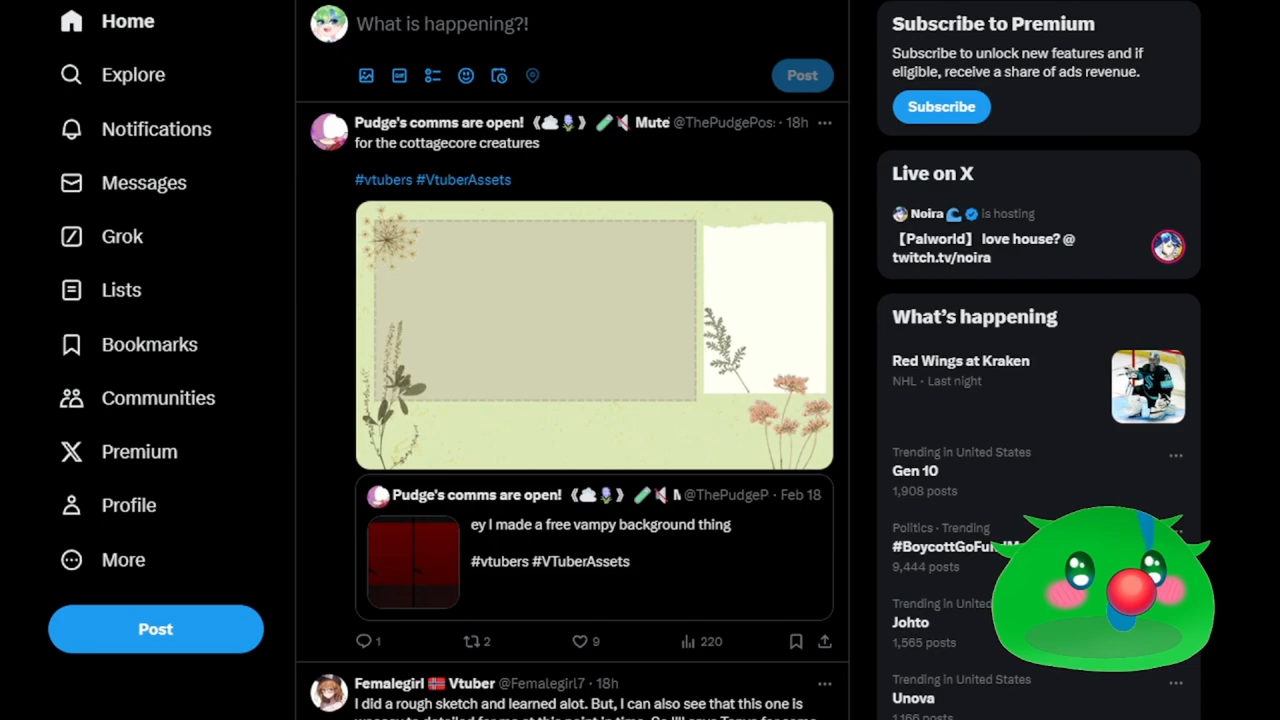 Home
Explore
Notifications
Messages
Grok
Lists
Bookmarks
Communities
Premium
Profile
More
Post
What is happening?!
GIF
Post
Pudge's comms are open! 《☁️🪻》 🧪🔇 Mute @ThePudgePos: · 18h
for the cottagecore creatures
#vtubers #VtuberAssets
Pudge's comms are open! 《☁️🪻》 🧪🔇 M @ThePudgeP · Feb 18
ey I made a free vampy background thing
#vtubers #VTuberAssets
1 2 9 220
Femalegirl 🇳🇴 Vtuber @Femalegirl7 · 18h
I did a rough sketch and learned alot. But, I can also see that this one is
Subscribe to Premium
Subscribe to unlock new features and if
eligible, receive a share of ads revenue.
Subscribe
Live on X
Noira 🌊 is hosting
【Palworld】 love house? @
twitch.tv/noira
What's happening
Red Wings at Kraken
NHL · Last night
Trending in United States
Gen 10
1,908 posts
Politics · Trending
9,444 posts
Trending in United
Johto
1,565 posts
Trending in United States
Unova